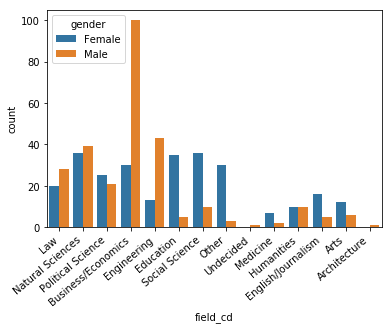 gender
Female
Male
100
80
60
40
20
0
count
Law
Natural Sciences
Political Science
Business/Economics
Engineering
Education
Social Science
Other
Undecided
Medicine
Humanities
English/Journalism
Arts
Architecture
field_cd